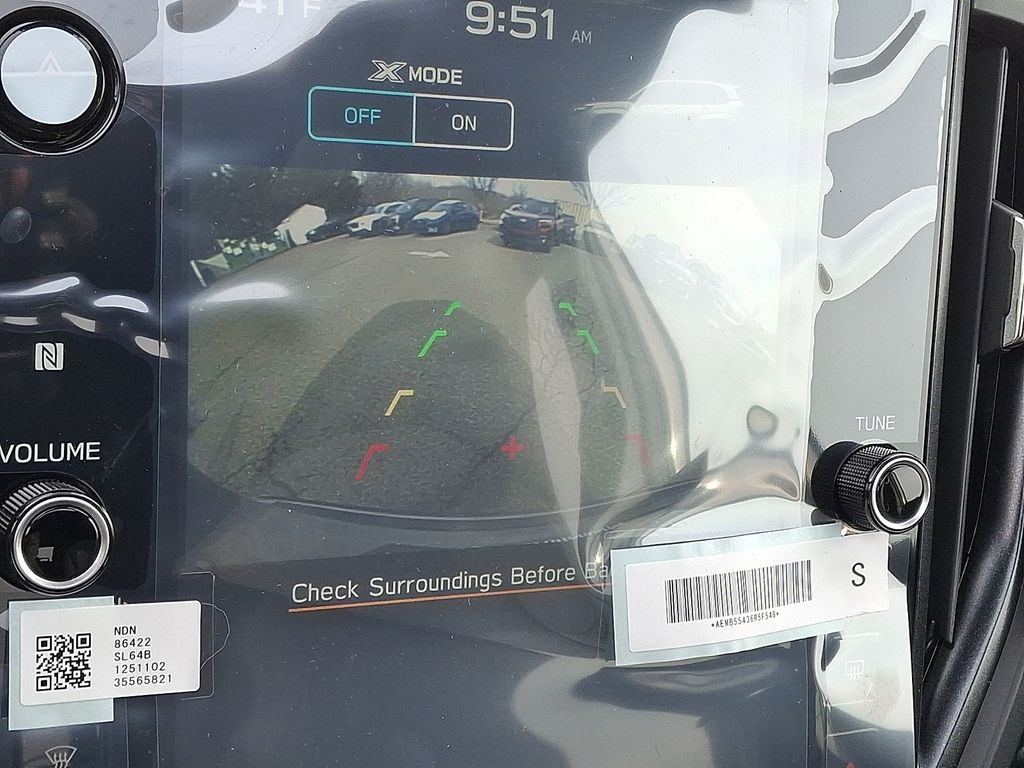 9:51 AM
X MODE
OFF ON
VOLUME
TUNE
Check Surroundings Before Ba
S
NDN
86422
SL64B
1251102
35565821